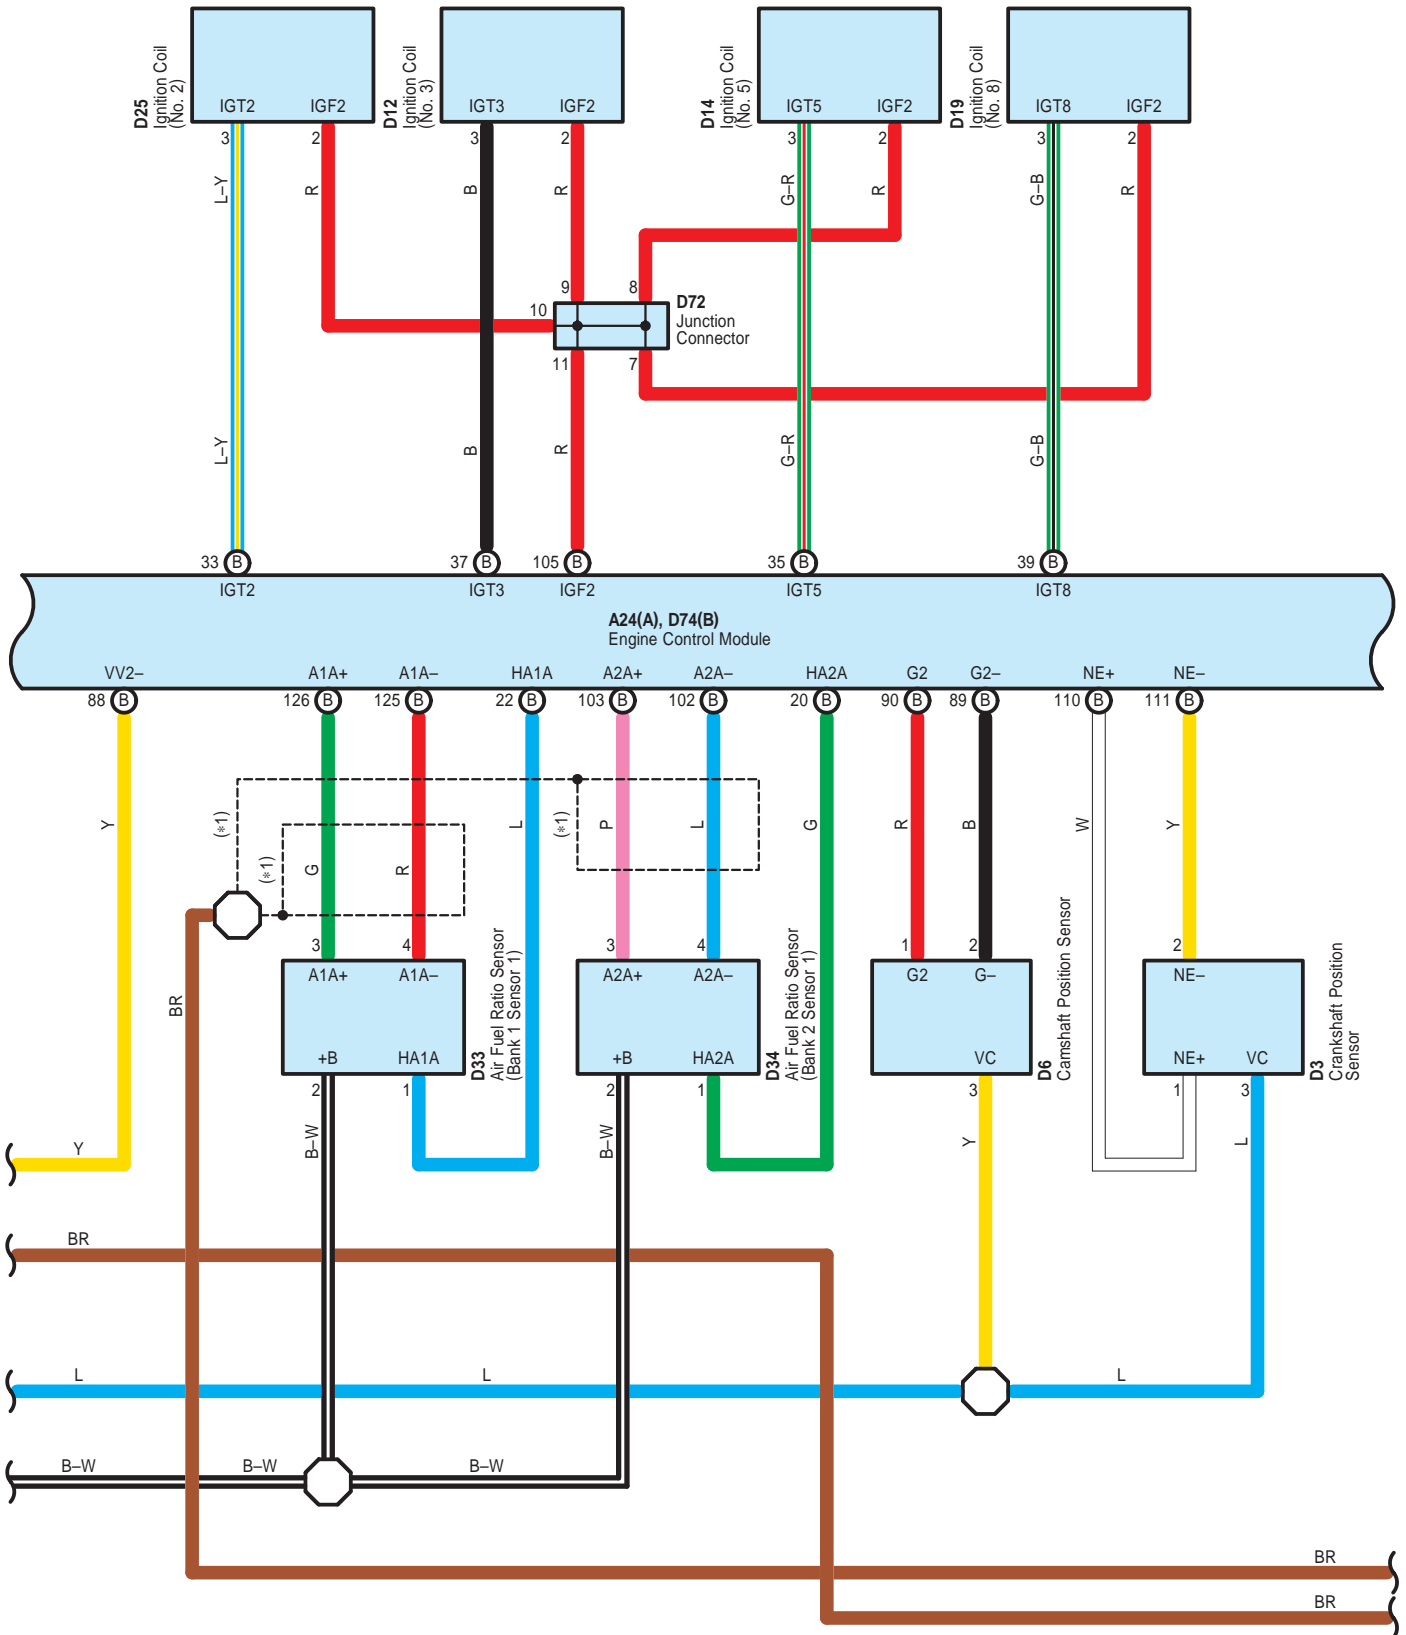 D25
Ignition Coil
(No. 2)
IGT2
IGF2
3
2
D12
Ignition Coil
(No. 3)
IGT3
IGF2
3
2
D14
Ignition Coil
(No. 5)
IGT5
IGF2
3
2
D19
Ignition Coil
(No. 8)
IGT8
IGF2
3
2
L–Y
R
B
R
G–R
R
G–B
R
9
8
10
D72
Junction
Connector
11
7
L–Y
B
R
G–R
G–B
33 B
37 B
105 B
35 B
39 B
IGT2
IGT3
IGF2
IGT5
IGT8
A24(A), D74(B)
Engine Control Module
VV2–
A1A+
A1A–
HA1A
A2A+
A2A–
HA2A
G2
G2–
NE+
NE–
88 B
126 B
125 B
22 B
103 B
102 B
20 B
90 B
89 B
110 B
111 B
Y
(*1)
(*1)
G
R
L
(*1)
P
L
G
R
B
W
Y
BR
3
4
A1A+
A1A–
+B
HA1A
2
1
D33
Air Fuel Ratio Sensor
(Bank 1 Sensor 1)
3
4
A2A+
A2A–
+B
HA2A
2
1
D34
Air Fuel Ratio Sensor
(Bank 2 Sensor 1)
1
2
G2
G–
VC
3
D6
Camshaft Position Sensor
2
NE–
NE+
VC
1
3
D3
Crankshaft Position
Sensor
Y
B–W
B–W
Y
L
BR
L
L
L
B–W
B–W
B–W
BR
BR